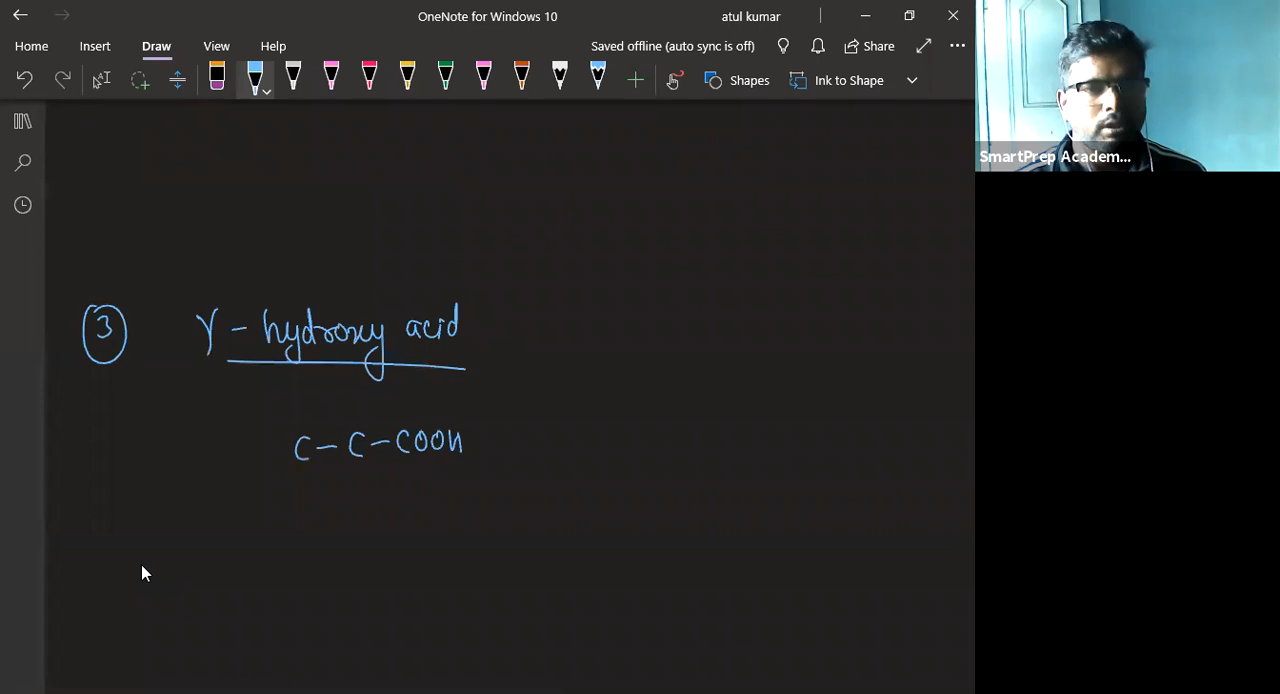 OneNote for Windows 10
atul kumar
Home Insert Draw View Help
Saved offline (auto sync is off)
Share
Shapes
Ink to Shape
SmartPrep Academ...
3 γ - hydroxy acid
C - C - COOH